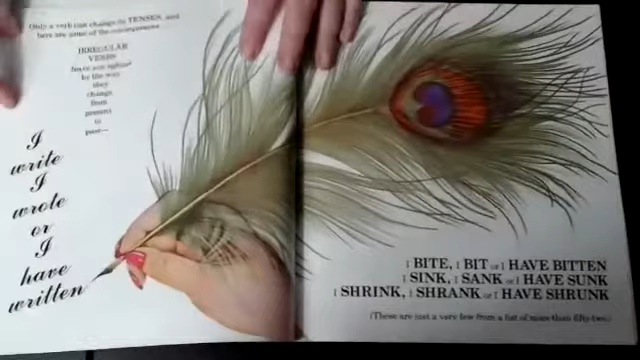 Only a verb can change its TENSES, and
here are some of the consequences
IRREGULAR
VERBS
have you
by the way
they
change
from
present
to
past—
I
write
I
wrote
or
I
have
written
I BITE, I BIT or I HAVE BITTEN
I SINK, I SANK or I HAVE SUNK
I SHRINK, I SHRANK or I HAVE SHRUNK
(These are just a very few from a list of more than fifty-two)